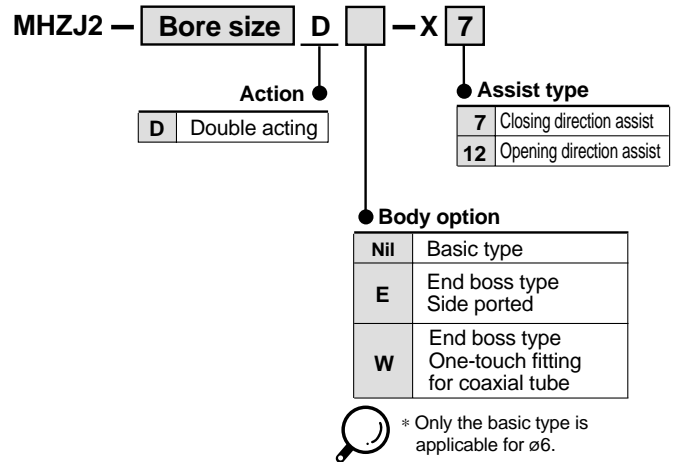 MHZJ2 — Bore size D — X 7
Action
D Double acting
Assist type
7 Closing direction assist
12 Opening direction assist
Body option
Nil Basic type
E End boss type
Side ported
W End boss type
One-touch fitting
for coaxial tube
* Only the basic type is
applicable for ø6.